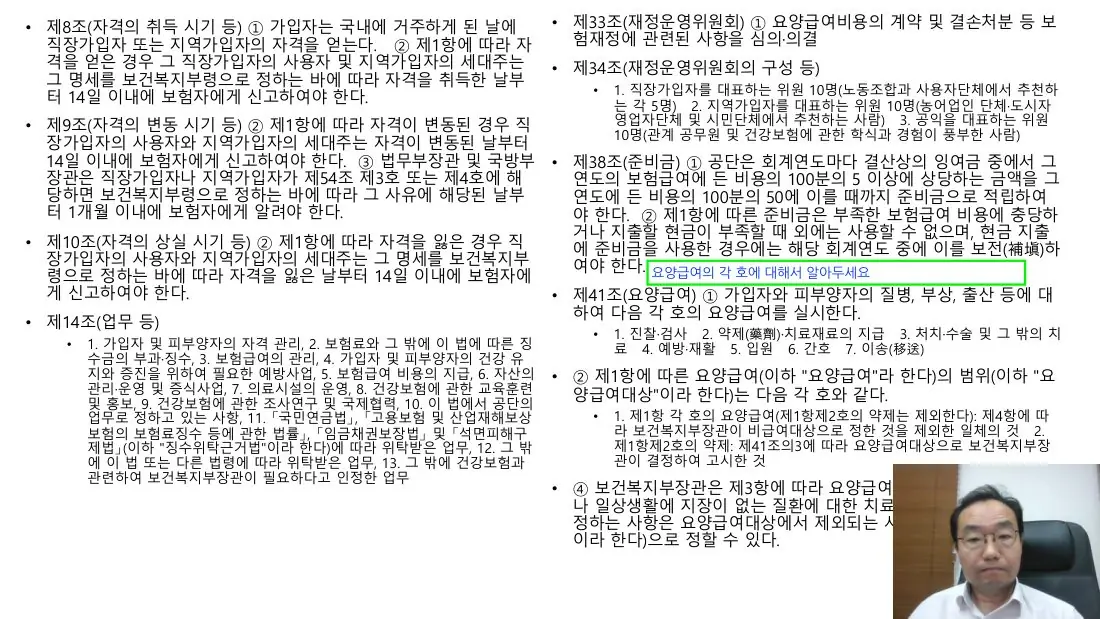 • 제8조(자격의 취득 시기 등) ① 가입자는 국내에 거주하게 된 날에
직장가입자 또는 지역가입자의 자격을 얻는다. ② 제1항에 따라 자
격을 얻은 경우 그 직장가입자의 사용자 및 지역가입자의 세대주는
그 명세를 보건복지부령으로 정하는 바에 따라 자격을 취득한 날부
터 14일 이내에 보험자에게 신고하여야 한다.
• 제9조(자격의 변동 시기 등) ② 제1항에 따라 자격이 변동된 경우 직
장가입자의 사용자와 지역가입자의 세대주는 자격이 변동된 날부터
14일 이내에 보험자에게 신고하여야 한다. ③ 법무부장관 및 국방부
장관은 직장가입자나 지역가입자가 제54조 제3호 또는 제4호에 해
당하면 보건복지부령으로 정하는 바에 따라 그 사유에 해당된 날부
터 1개월 이내에 보험자에게 알려야 한다.
• 제10조(자격의 상실 시기 등) ② 제1항에 따라 자격을 잃은 경우 직
장가입자의 사용자와 지역가입자의 세대주는 그 명세를 보건복지부
령으로 정하는 바에 따라 자격을 잃은 날부터 14일 이내에 보험자에
게 신고하여야 한다.
• 제14조(업무 등)
• 1. 가입자 및 피부양자의 자격 관리, 2. 보험료와 그 밖에 이 법에 따른 징
수금의 부과·징수, 3. 보험급여의 관리, 4. 가입자 및 피부양자의 건강 유
지와 증진을 위하여 필요한 예방사업, 5. 보험급여 비용의 지급, 6. 자산의
관리·운영 및 증식사업, 7. 의료시설의 운영, 8. 건강보험에 관한 교육훈련
및 홍보, 9. 건강보험에 관한 조사연구 및 국제협력, 10. 이 법에서 공단의
업무로 정하고 있는 사항, 11. 「국민연금법」, 「고용보험 및 산업재해보상
보험의 보험료징수 등에 관한 법률」, 「임금채권보장법」 및 「석면피해구
제법」(이하 "징수위탁근거법"이라 한다)에 따라 위탁받은 업무, 12. 그 밖
에 이 법 또는 다른 법령에 따라 위탁받은 업무, 13. 그 밖에 건강보험과
관련하여 보건복지부장관이 필요하다고 인정한 업무
• 제33조(재정운영위원회) ① 요양급여비용의 계약 및 결손처분 등 보
험재정에 관련된 사항을 심의·의결
• 제34조(재정운영위원회의 구성 등)
• 1. 직장가입자를 대표하는 위원 10명(노동조합과 사용자단체에서 추천하
는 각 5명) 2. 지역가입자를 대표하는 위원 10명(농어업인 단체·도시자
영업자단체 및 시민단체에서 추천하는 사람) 3. 공익을 대표하는 위원
10명(관계 공무원 및 건강보험에 관한 학식과 경험이 풍부한 사람)
• 제38조(준비금) ① 공단은 회계연도마다 결산상의 잉여금 중에서 그
연도의 보험급여에 든 비용의 100분의 5 이상에 상당하는 금액을 그
연도에 든 비용의 100분의 50에 이를 때까지 준비금으로 적립하여
야 한다. ② 제1항에 따른 준비금은 부족한 보험급여 비용에 충당하
거나 지출할 현금이 부족할 때 외에는 사용할 수 없으며, 현금 지출
에 준비금을 사용한 경우에는 해당 회계연도 중에 이를 보전(補塡)하
여야 한다.
요양급여의 각 호에 대해서 알아두세요
• 제41조(요양급여) ① 가입자와 피부양자의 질병, 부상, 출산 등에 대
하여 다음 각 호의 요양급여를 실시한다.
• 1. 진찰·검사 2. 약제(藥劑)·치료재료의 지급 3. 처치·수술 및 그 밖의 치
료 4. 예방·재활 5. 입원 6. 간호 7. 이송(移送)
• ② 제1항에 따른 요양급여(이하 "요양급여"라 한다)의 범위(이하 "요
양급여대상"이라 한다)는 다음 각 호와 같다.
• 1. 제1항 각 호의 요양급여(제1항제2호의 약제는 제외한다): 제4항에 따
라 보건복지부장관이 비급여대상으로 정한 것을 제외한 일체의 것 2.
제1항제2호의 약제: 제41조의3에 따라 요양급여대상으로 보건복지부장
관이 결정하여 고시한 것
• ④ 보건복지부장관은 제3항에 따라 요양급여
나 일상생활에 지장이 없는 질환에 대한 치료
정하는 사항은 요양급여대상에서 제외되는
이라 한다)으로 정할 수 있다.